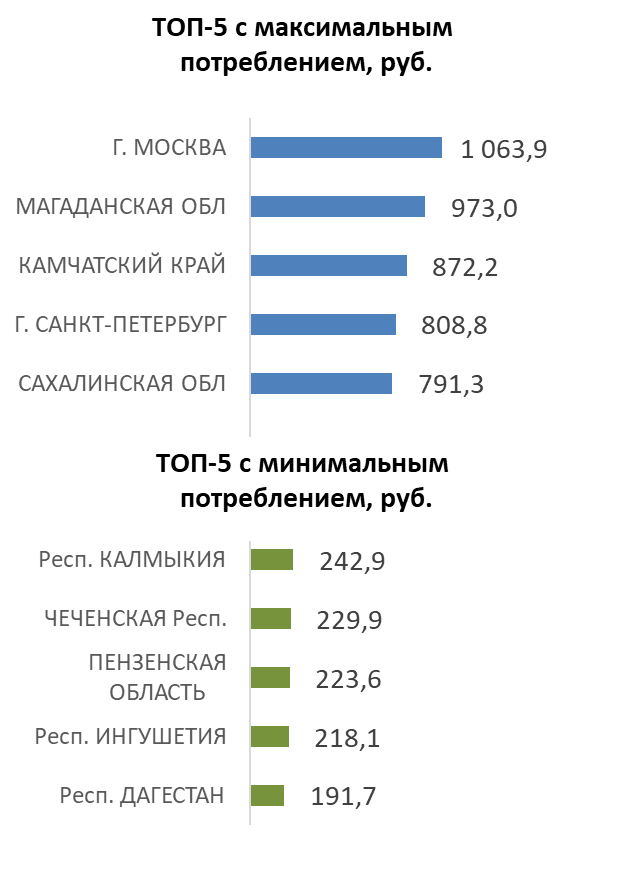 ТОП-5 с максимальным
потреблением, руб.
Г. МОСКВА 1 063,9
МАГАДАНСКАЯ ОБЛ 973,0
КАМЧАТСКИЙ КРАЙ 872,2
Г. САНКТ-ПЕТЕРБУРГ 808,8
САХАЛИНСКАЯ ОБЛ 791,3
ТОП-5 с минимальным
потреблением, руб.
Респ. КАЛМЫКИЯ 242,9
ЧЕЧЕНСКАЯ Респ. 229,9
ПЕНЗЕНСКАЯ
ОБЛАСТЬ 223,6
Респ. ИНГУШЕТИЯ 218,1
Респ. ДАГЕСТАН 191,7